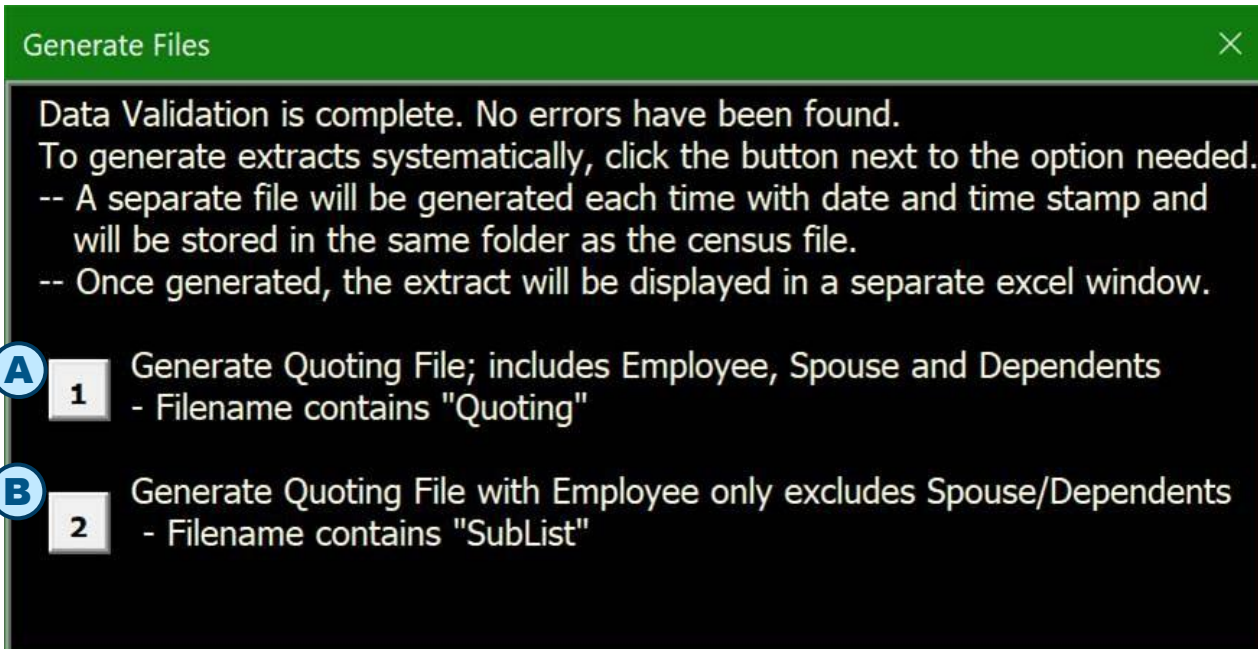 Generate Files
Data Validation is complete. No errors have been found.
To generate extracts systematically, click the button next to the option needed.
-- A separate file will be generated each time with date and time stamp and
will be stored in the same folder as the census file.
-- Once generated, the extract will be displayed in a separate excel window.
A
1
Generate Quoting File; includes Employee, Spouse and Dependents
- Filename contains "Quoting"
B
2
Generate Quoting File with Employee only excludes Spouse/Dependents
- Filename contains "SubList"